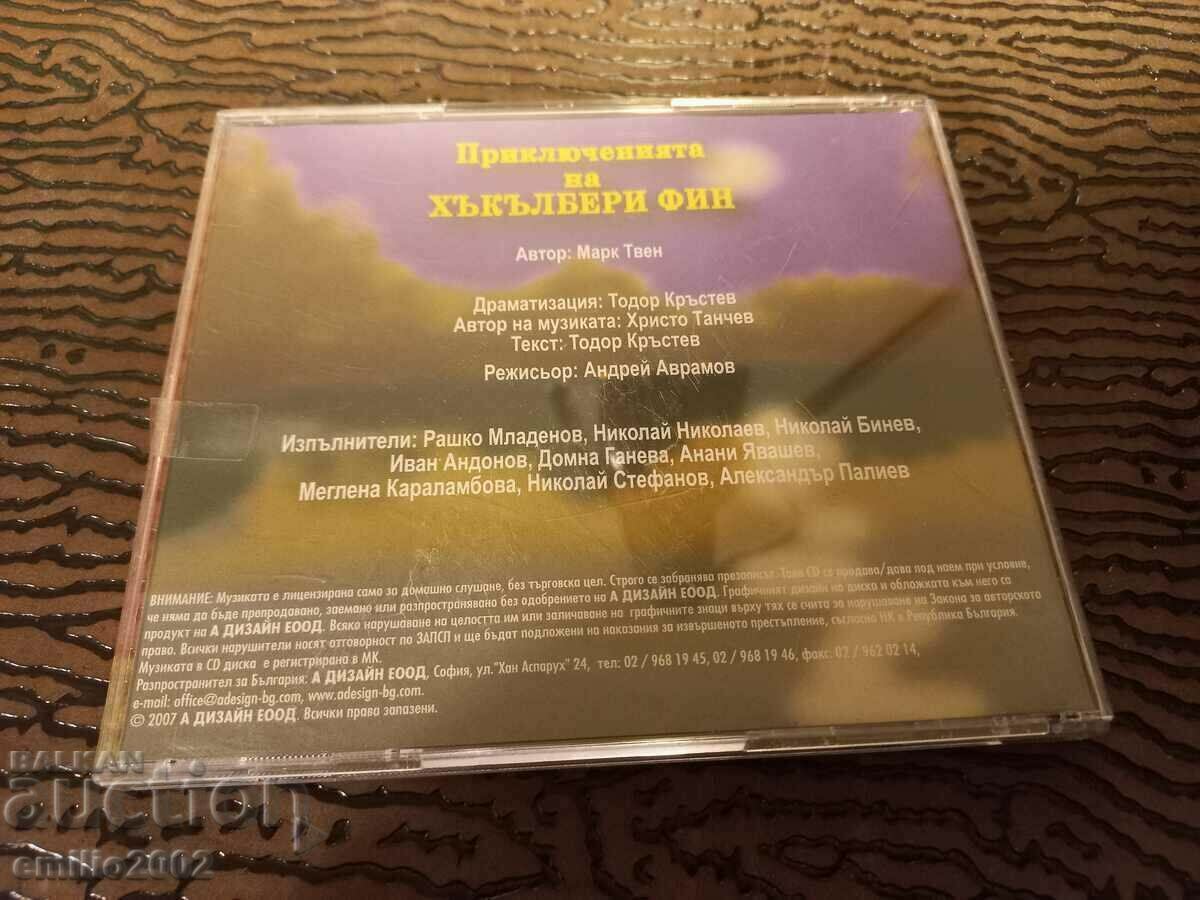 Приключенията
на
ХЪКЪЛБЕРИ ФИН
Автор: Марк Твен
Драматизация: Тодор Кръстев
Автор на музиката: Христо Танчев
Текст: Тодор Кръстев
Режисьор: Андрей Аврамов
Изпълнители: Рашко Младенов, Николай Николаев, Николай Бинев,
Иван Андонов, Домна Ганева, Анани Явашев,
Меглена Караламбова, Николай Стефанов, Александър Палиев
ВНИМАНИЕ: Музиката е лицензирана само за домашно слушане, без търговска цел. Строго се забранява презаписът. Това CD се продава/дава под наем при условие,
че няма да бъде препродавана, заемано или разпространявано без одобрението на А ДИЗАЙН ЕООД. Графичният дизайн на диска и обложката към него са
продукт на А ДИЗАЙН ЕООД. Всяко нарушаване на целостта им или заличаване на графичните знаци върху тях се счита за нарушаване на Закона за авторското
право. Всички нарушители носят отговорност по ЗАПСП и ще бъдат подложени на наказания за извършеното престъпление, съгласно НК в Република България.
Музиката в CD диска е регистрирана в МК.
Разпространител за България: А ДИЗАЙН ЕООД, София, ул."Хан Аспарух" 24, тел: 02 / 968 19 45, 02 / 968 19 46, факс: 02 / 962 02 14,
e-mail: office@adesign-bg.com, www.adesign-bg.com.
© 2007 А ДИЗАЙН ЕООД. Всички права запазени.
BALKAN
auction
emilio2002